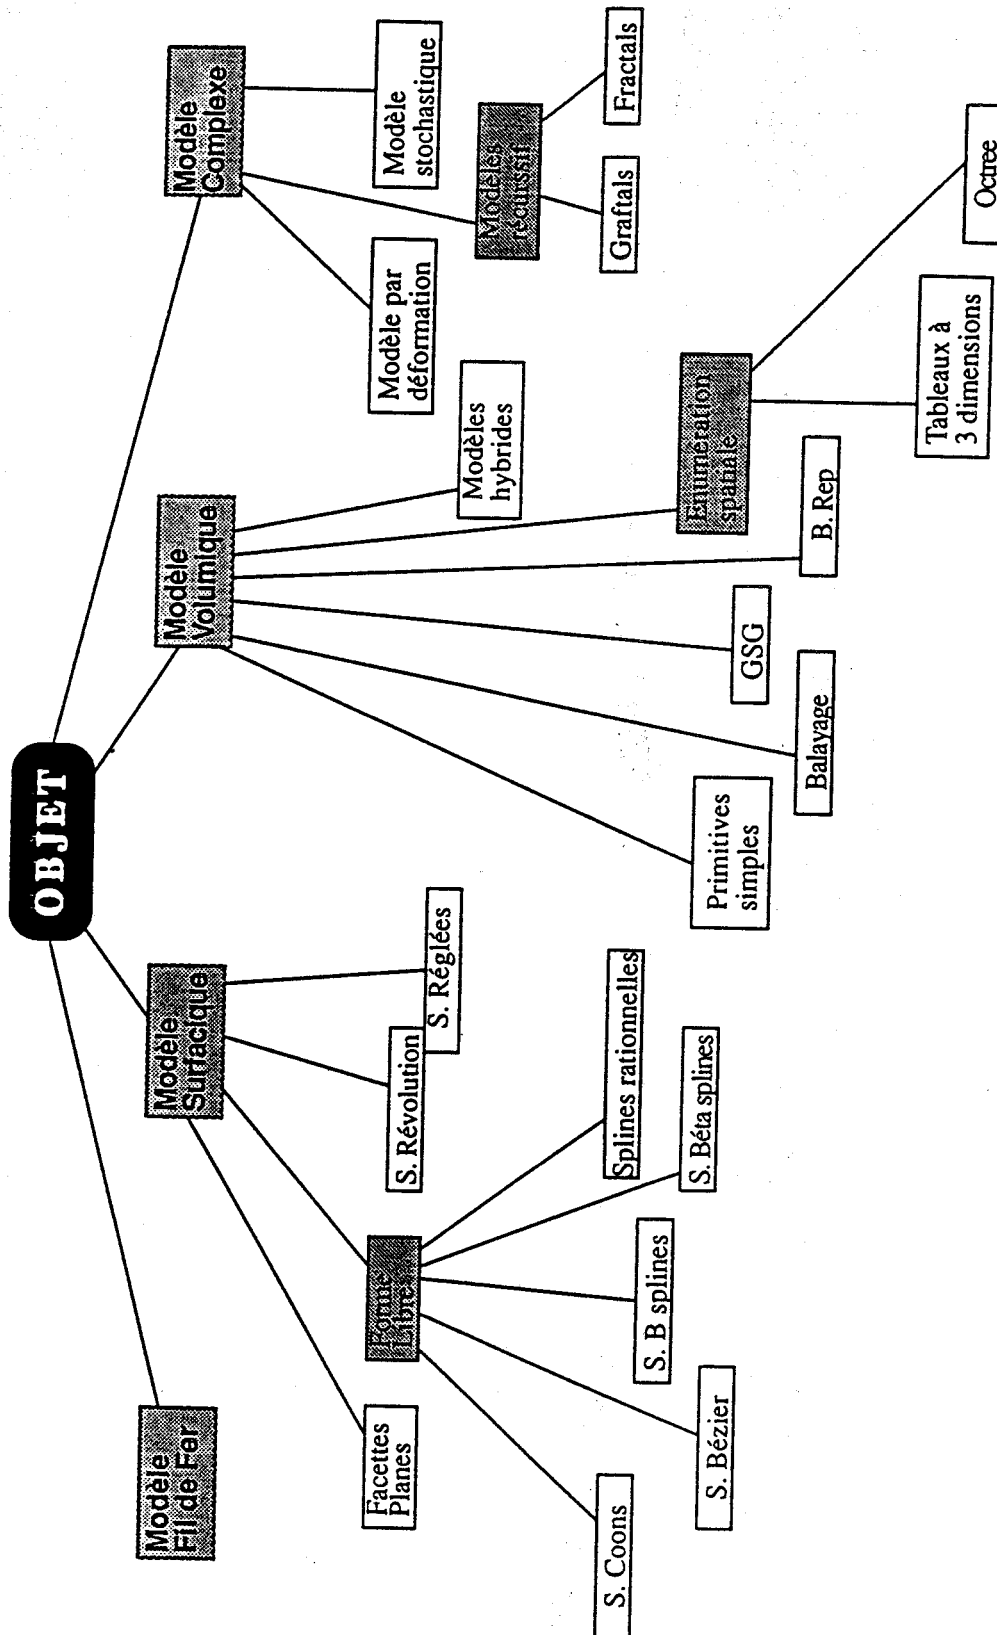 OBJET
Modèle
Fil de Fer
Modèle
Surfacique
Modèle
Volumique
Modèle
Complexe
Facettes
Planes
Forme
Libre
S. Révolution
S. Réglées
S. Coons
S. Bézier
S. B splines
S. Béta splines
Splines rationnelles
Primitives
simples
Balayage
GSG
B. Rep
Enumération
spatiale
Modèles
hybrides
Tableaux à
3 dimensions
Octree
Modèle par
déformation
Modèles
récurssif
Modèle
stochastique
Graftals
Fractals